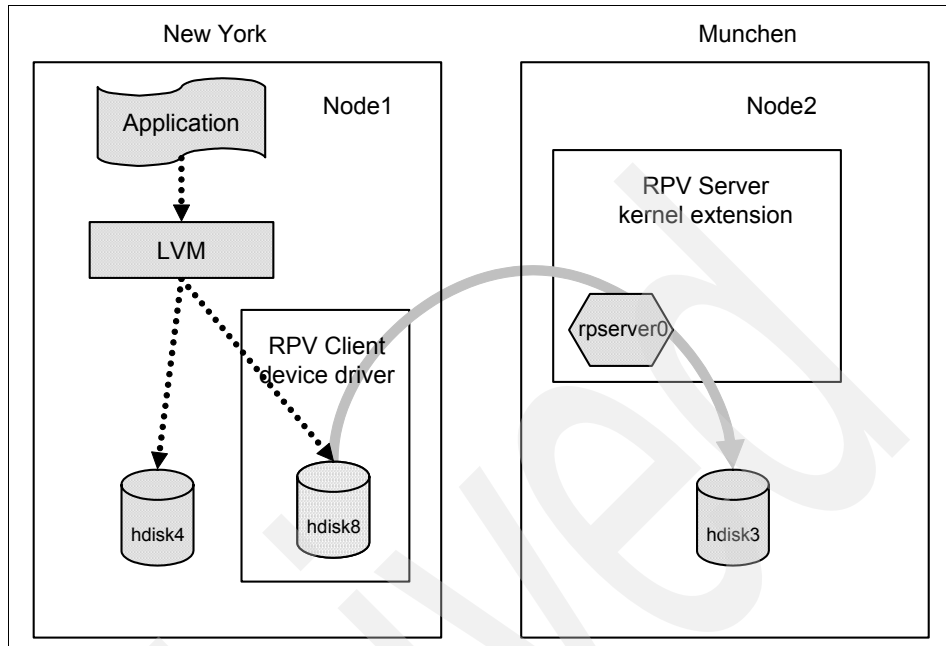 New York
Munchen
Node1
Application
LVM
RPV Client
device driver
hdisk4
hdisk8
Node2
RPV Server
kernel extension
rpserver0
hdisk3